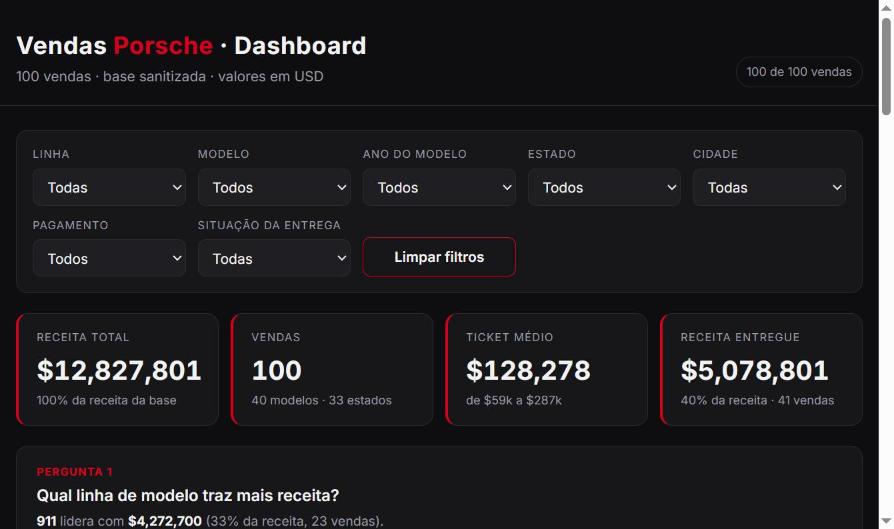 Vendas Porsche · Dashboard
100 vendas · base sanitizada · valores em USD
100 de 100 vendas
LINHA
MODELO
ANO DO MODELO
ESTADO
CIDADE
Todas
Todos
Todos
Todos
Todas
PAGAMENTO
SITUAÇÃO DA ENTREGA
Todos
Todas
Limpar filtros
RECEITA TOTAL
$12,827,801
100% da receita da base
VENDAS
100
40 modelos · 33 estados
TICKET MÉDIO
$128,278
de $59k a $287k
RECEITA ENTREGUE
$5,078,801
40% da receita · 41 vendas
PERGUNTA 1
Qual linha de modelo traz mais receita?
911 lidera com $4,272,700 (33% da receita, 23 vendas).